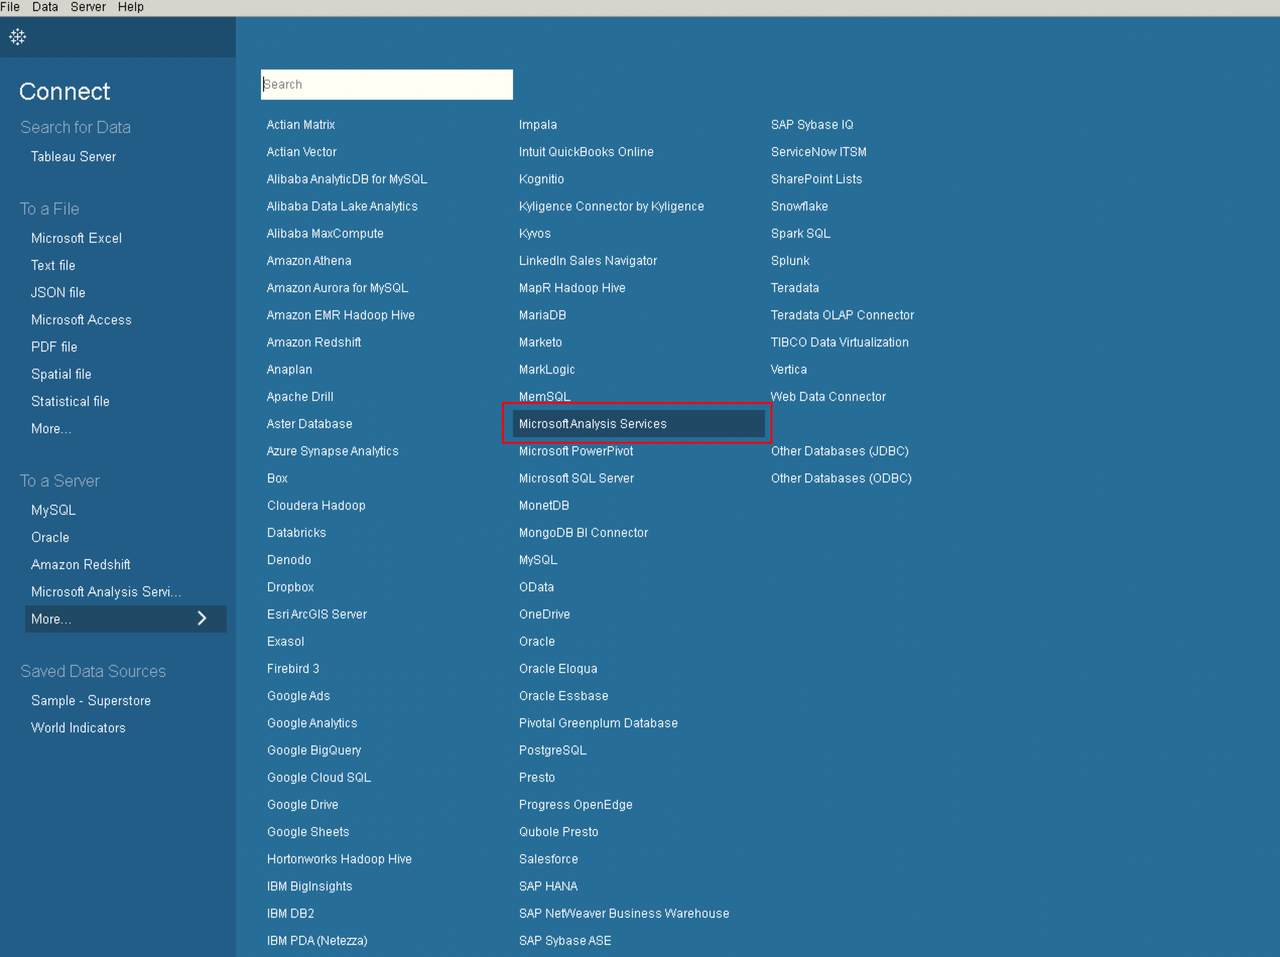 File Data Server Help
Connect
Search for Data
Tableau Server
To a File
Microsoft Excel
Text file
JSON file
Microsoft Access
PDF file
Spatial file
Statistical file
More...
To a Server
MySQL
Oracle
Amazon Redshift
Microsoft Analysis Servi...
More...
Saved Data Sources
Sample - Superstore
World Indicators
Search
Actian Matrix
Actian Vector
Alibaba AnalyticDB for MySQL
Alibaba Data Lake Analytics
Alibaba MaxCompute
Amazon Athena
Amazon Aurora for MySQL
Amazon EMR Hadoop Hive
Amazon Redshift
Anaplan
Apache Drill
Aster Database
Azure Synapse Analytics
Box
Cloudera Hadoop
Databricks
Denodo
Dropbox
Esri ArcGIS Server
Exasol
Firebird 3
Google Ads
Google Analytics
Google BigQuery
Google Cloud SQL
Google Drive
Google Sheets
Hortonworks Hadoop Hive
IBM BigInsights
IBM DB2
IBM PDA (Netezza)
Impala
Intuit QuickBooks Online
Kognitio
Kyligence Connector by Kyligence
Kyvos
LinkedIn Sales Navigator
MapR Hadoop Hive
MariaDB
Marketo
MarkLogic
MemSQL
Microsoft Analysis Services
Microsoft PowerPivot
Microsoft SQL Server
MonetDB
MongoDB BI Connector
MySQL
OData
OneDrive
Oracle
Oracle Eloqua
Oracle Essbase
Pivotal Greenplum Database
PostgreSQL
Presto
Progress OpenEdge
Qubole Presto
Salesforce
SAP HANA
SAP NetWeaver Business Warehouse
SAP Sybase ASE
SAP Sybase IQ
ServiceNow ITSM
SharePoint Lists
Snowflake
Spark SQL
Splunk
Teradata
Teradata OLAP Connector
TIBCO Data Virtualization
Vertica
Web Data Connector
Other Databases (JDBC)
Other Databases (ODBC)